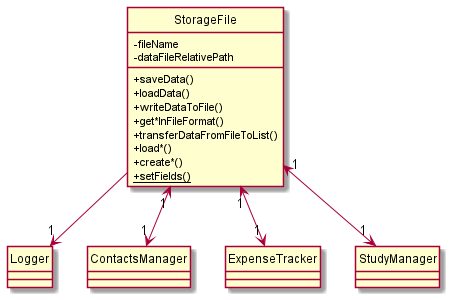 StorageFile
-fileName
-dataFileRelativePath
+saveData()
+loadData()
+writeDataToFile()
+get*InFileFormat()
+transferDataFromFileToList()
+load*()
+create*()
+setFields()
1
1
1
1
1
1
1
Logger
ContactsManager
ExpenseTracker
StudyManager